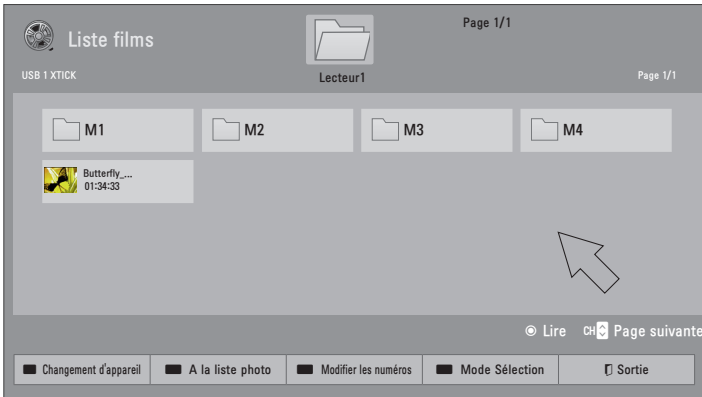 Liste films
Page 1/1
USB 1 XTICK
Lecteur1
Page 1/1
M1
M2
M3
M4
Butterfly_...
01:34:33
Lire
CH Page suivante
Changement d'appareil
A la liste photo
Modifier les numéros
Mode Sélection
Sortie